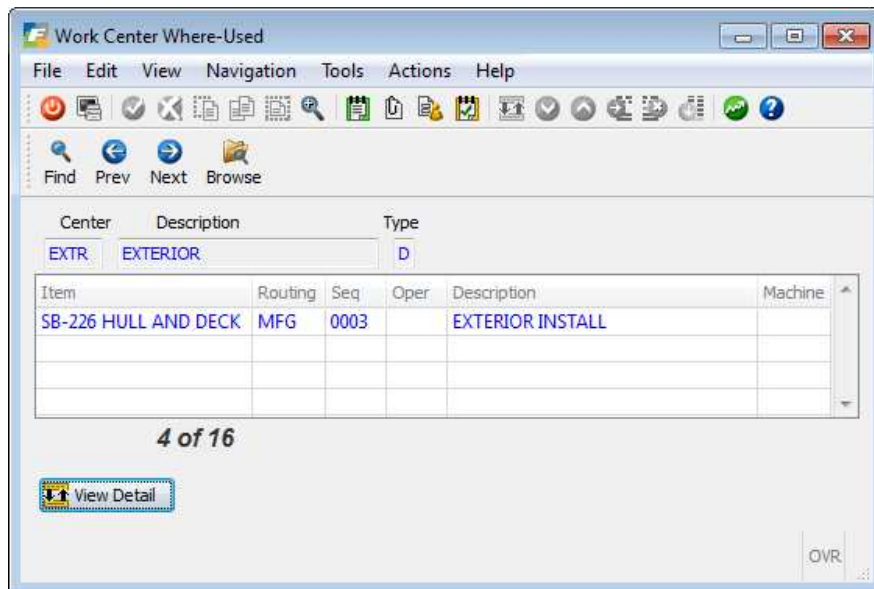 Work Center Where-Used
File Edit View Navigation Tools Actions Help
Find Prev Next Browse
Center Description Type
EXTR EXTERIOR D
Item Routing Seq Oper Description Machine
SB-226 HULL AND DECK MFG 0003 EXTERIOR INSTALL
4 of 16
View Detail
OVR